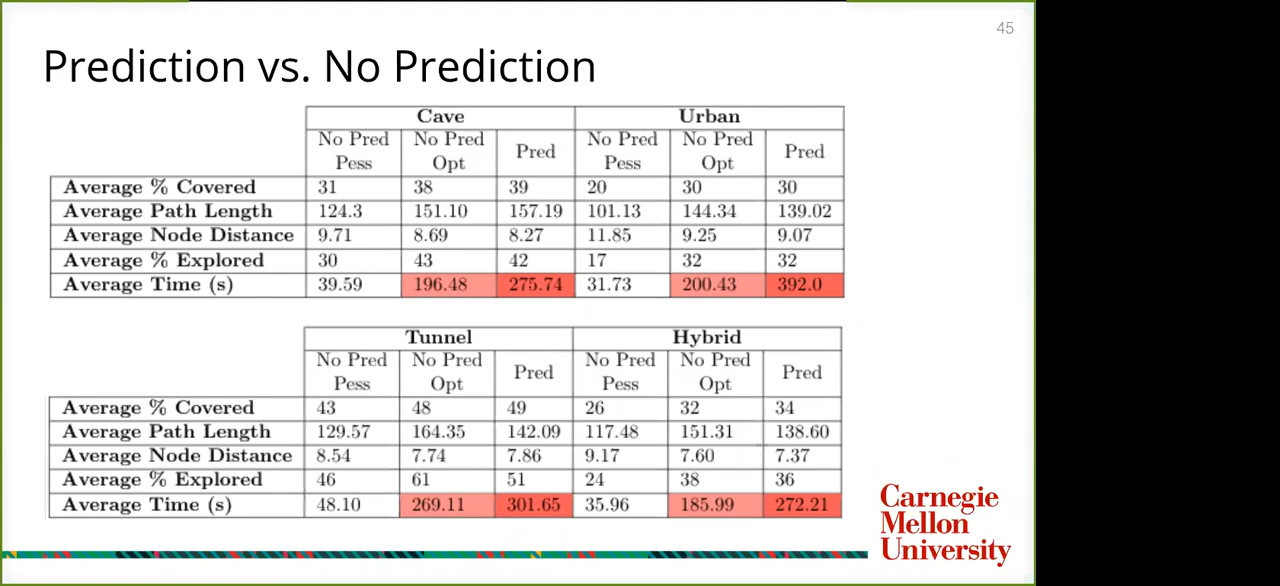 45
Prediction vs. No Prediction
Cave Urban
No Pred Pess No Pred Opt Pred No Pred Pess No Pred Opt Pred
Average % Covered 31 38 39 20 30 30
Average Path Length 124.3 151.10 157.19 101.13 144.34 139.02
Average Node Distance 9.71 8.69 8.27 11.85 9.25 9.07
Average % Explored 30 43 42 17 32 32
Average Time (s) 39.59 196.48 275.74 31.73 200.43 392.0
Tunnel Hybrid
No Pred Pess No Pred Opt Pred No Pred Pess No Pred Opt Pred
Average % Covered 43 48 49 26 32 34
Average Path Length 129.57 164.35 142.09 117.48 151.31 138.60
Average Node Distance 8.54 7.74 7.86 9.17 7.60 7.37
Average % Explored 46 61 51 24 38 36
Average Time (s) 48.10 269.11 301.65 35.96 185.99 272.21
Carnegie
Mellon
University